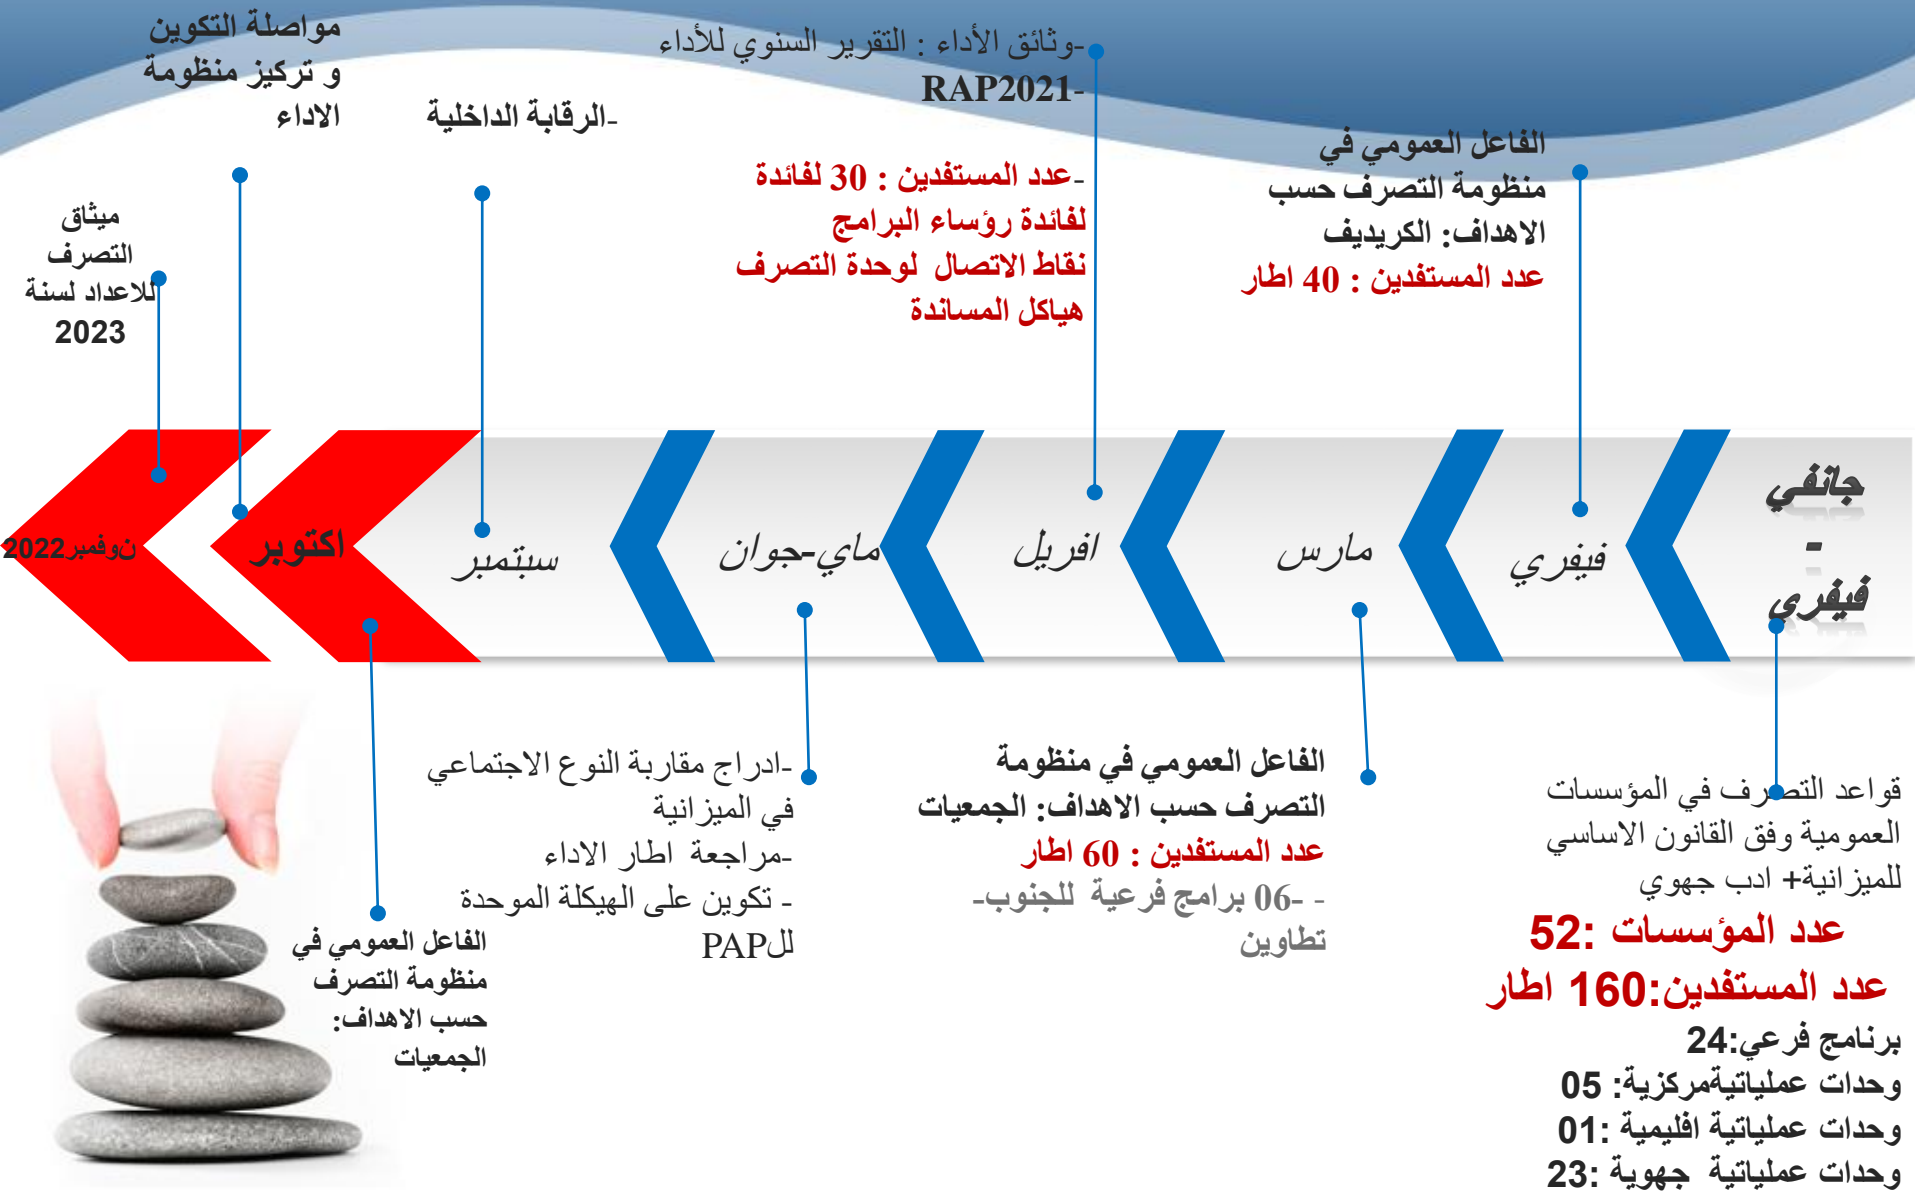 مواصلة التكوين
و تركيز منظومة
الاداء
-الرقابة الداخلية
-وثائق الأداء : التقرير السنوي للأداء
-RAP2021-
-عدد المستفدين : 30 لفائدة
لفائدة رؤساء البرامج
نقاط الاتصال لوحدة التصرف
هياكل المساندة
الفاعل العمومي في
منظومة التصرف حسب
الاهداف: الكريديف
عدد المستفدين : 40 اطار
ميثاق
التصرف
للاعداد لسنة
2023
جانفي
-
فيفري
فيفري
مارس
افريل
ماي-جوان
سبتمبر
اكتوبر
نوفمبر2022
قواعد التصرف في المؤسسات
العمومية وفق القانون الاساسي
للميزانية+ ادب جهوي
عدد المؤسسات :52
عدد المستفدين:160 اطار
برنامج فرعي:24
وحدات عملياتيةمركزية: 05
وحدات عملياتية اقليمية :01
وحدات عملياتية جهوية :23
الفاعل العمومي في منظومة
التصرف حسب الاهداف: الجمعيات
عدد المستفدين : 60 اطار
- -06 برامج فرعية للجنوب-
تطاوين
-ادراج مقاربة النوع الاجتماعي
في الميزانية
-مراجعة اطار الاداء
- تكوين على الهيكلة الموحدة
للPAP
الفاعل العمومي في
منظومة التصرف
حسب الاهداف:
الجمعيات